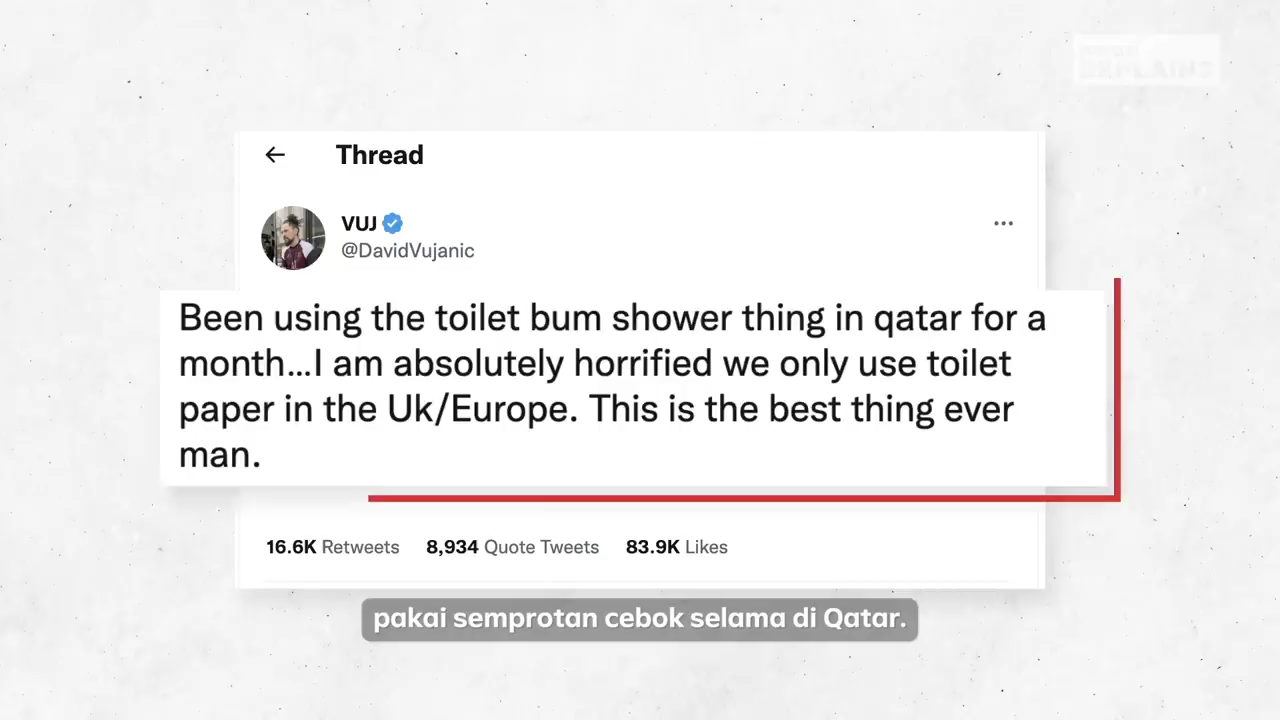 EXPLAINS
Thread
VUJ
@DavidVujanic
Been using the toilet bum shower thing in qatar for a
month...I am absolutely horrified we only use toilet
paper in the Uk/Europe. This is the best thing ever
man.
16.6K Retweets 8,934 Quote Tweets 83.9K Likes
pakai semprotan cebok selama di Qatar.